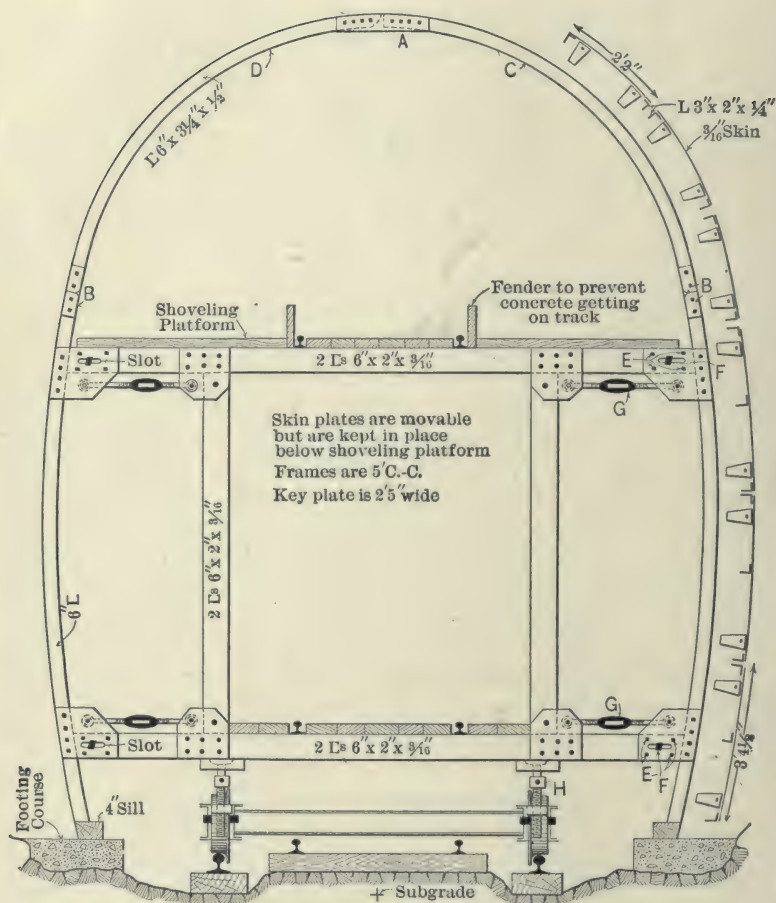 A
D
C
2'2"
L 3"x 2"x ¼"
3/16 Skin
[ 6"x 3¼"x ½"
B
B
Shoveling
Platform
Fender to prevent
concrete getting
on track
Slot
2 [s 6"x 2"x 3/16"
E
F
G
Skin plates are movable
but are kept in place
below shoveling platform
Frames are 5'C.-C.
Key plate is 2'5"wide
2 [s 6"x 2"x 3/16"
6" [
G
Slot
2 [s 6"x 2"x 3/16"
E
F
3'4½"
H
Footing
Course
4"Sill
Subgrade